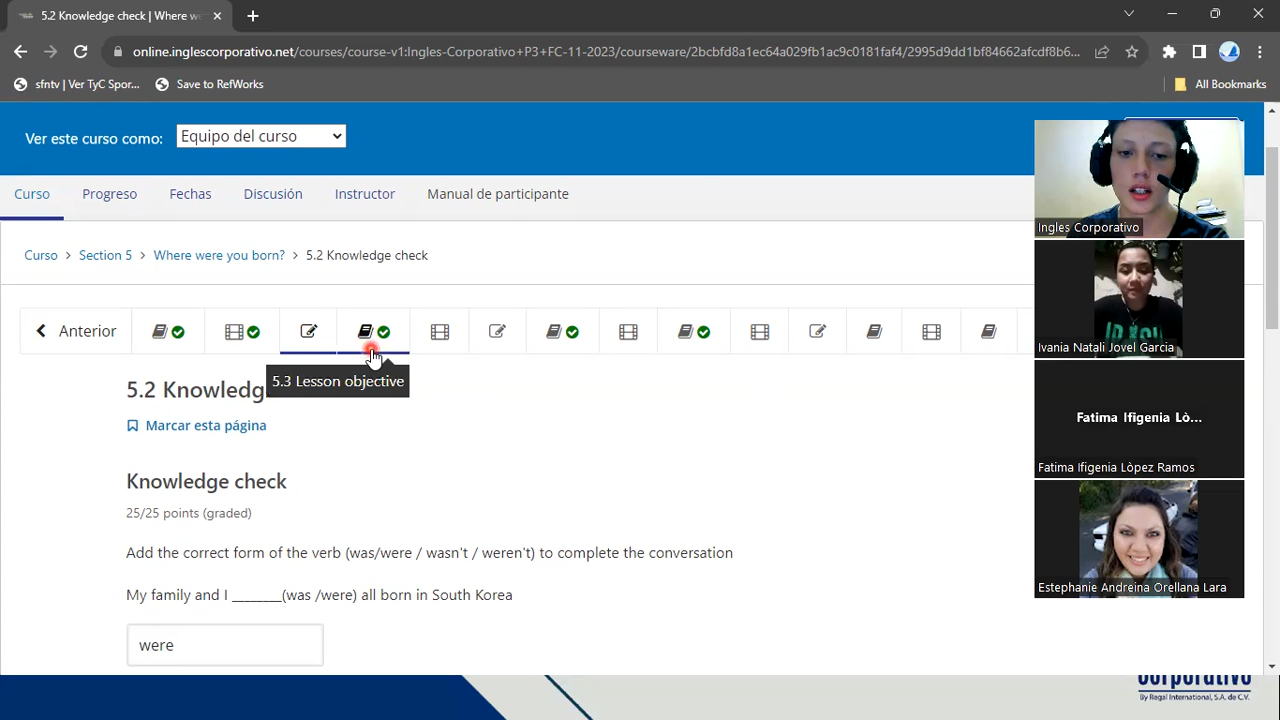 5.2 Knowledge check | Where w
online.inglescorporativo.net/courses/course-v1:Ingles-Corporativo+P3+FC-11-2023/courseware/2bcbfd8a1ec64a029fb1ac9c0181faf4/2995d9dd1bf84662afcdf8b6...
sfntv | Ver TyC Spor...
Save to RefWorks
All Bookmarks
Ver este curso como:
Equipo del curso
Curso
Progreso
Fechas
Discusión
Instructor
Manual de participante
Curso > Section 5 > Where were you born? > 5.2 Knowledge check
Anterior
5.3 Lesson objective
5.2 Knowledg
Marcar esta página
Knowledge check
25/25 points (graded)
Add the correct form of the verb (was/were / wasn't / weren't) to complete the conversation
My family and I ________(was /were) all born in South Korea
were
Ingles Corporativo
Ivania Natali Jovel Garcia
Fatima Ifigenia Lò...
Fatima Ifigenia Lòpez Ramos
Estephanie Andreina Orellana Lara
Corporativo
By Regal International, S.A. de C.V.